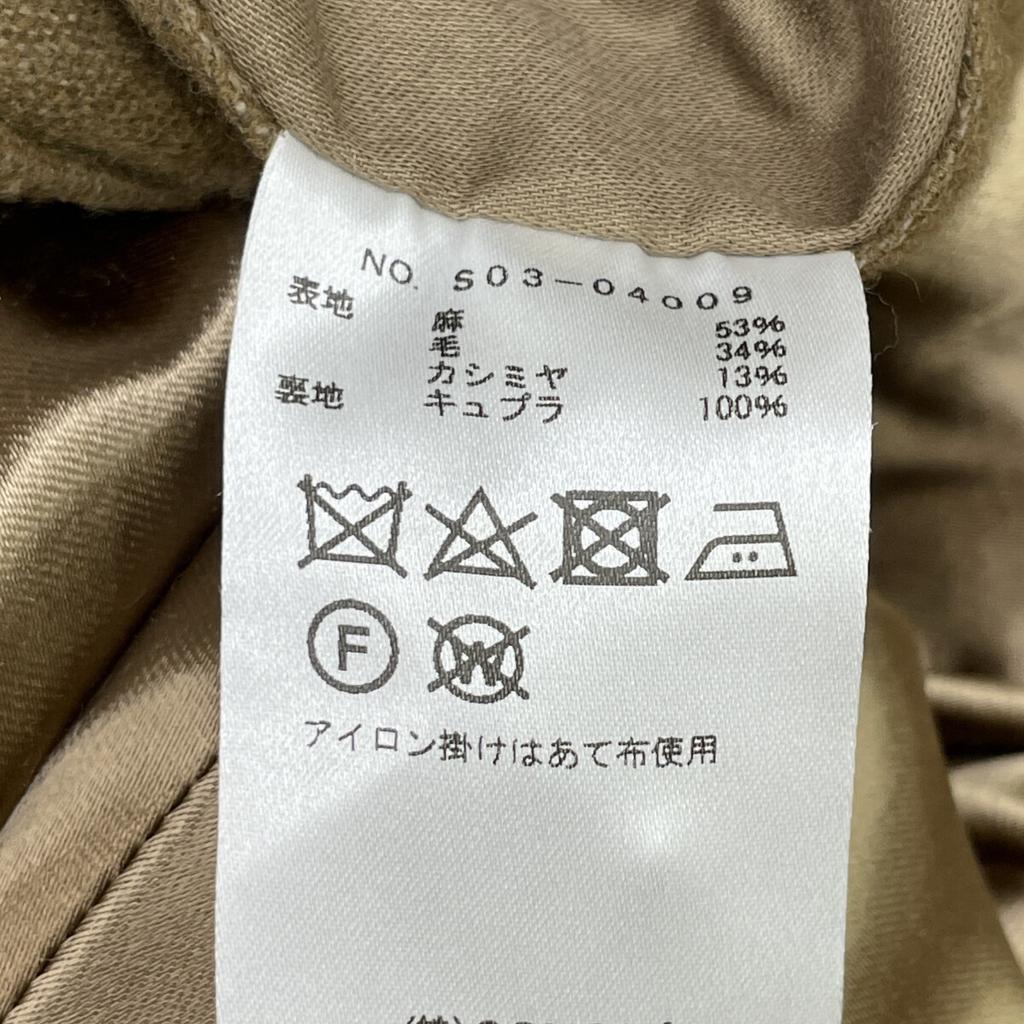 NO. S03-04009
表地 麻 53%
毛 34%
カシミヤ 13%
裏地 キュプラ 100%
F
W
アイロン掛けはあて布使用